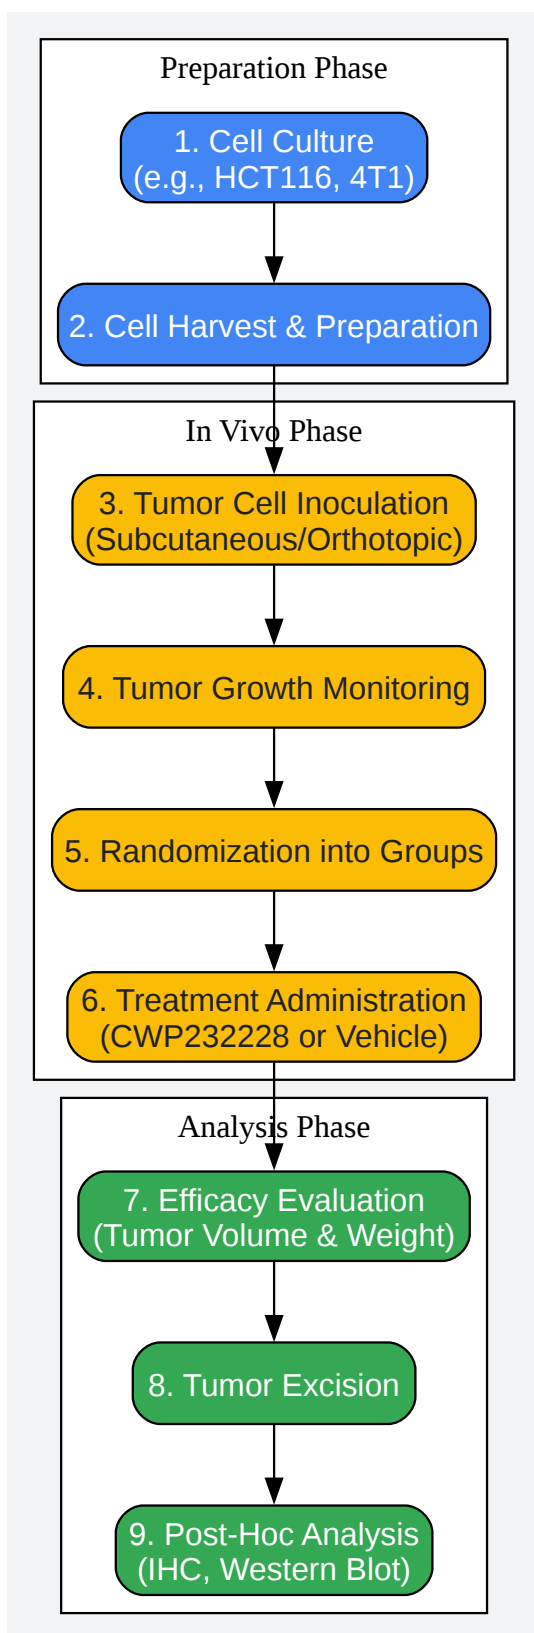 Preparation Phase
1. Cell Culture
(e.g., HCT116, 4T1)
2. Cell Harvest & Preparation
In Vivo Phase
3. Tumor Cell Inoculation
(Subcutaneous/Orthotopic)
4. Tumor Growth Monitoring
5. Randomization into Groups
6. Treatment Administration
(CWP232228 or Vehicle)
Analysis Phase
7. Efficacy Evaluation
(Tumor Volume & Weight)
8. Tumor Excision
9. Post-Hoc Analysis
(IHC, Western Blot)